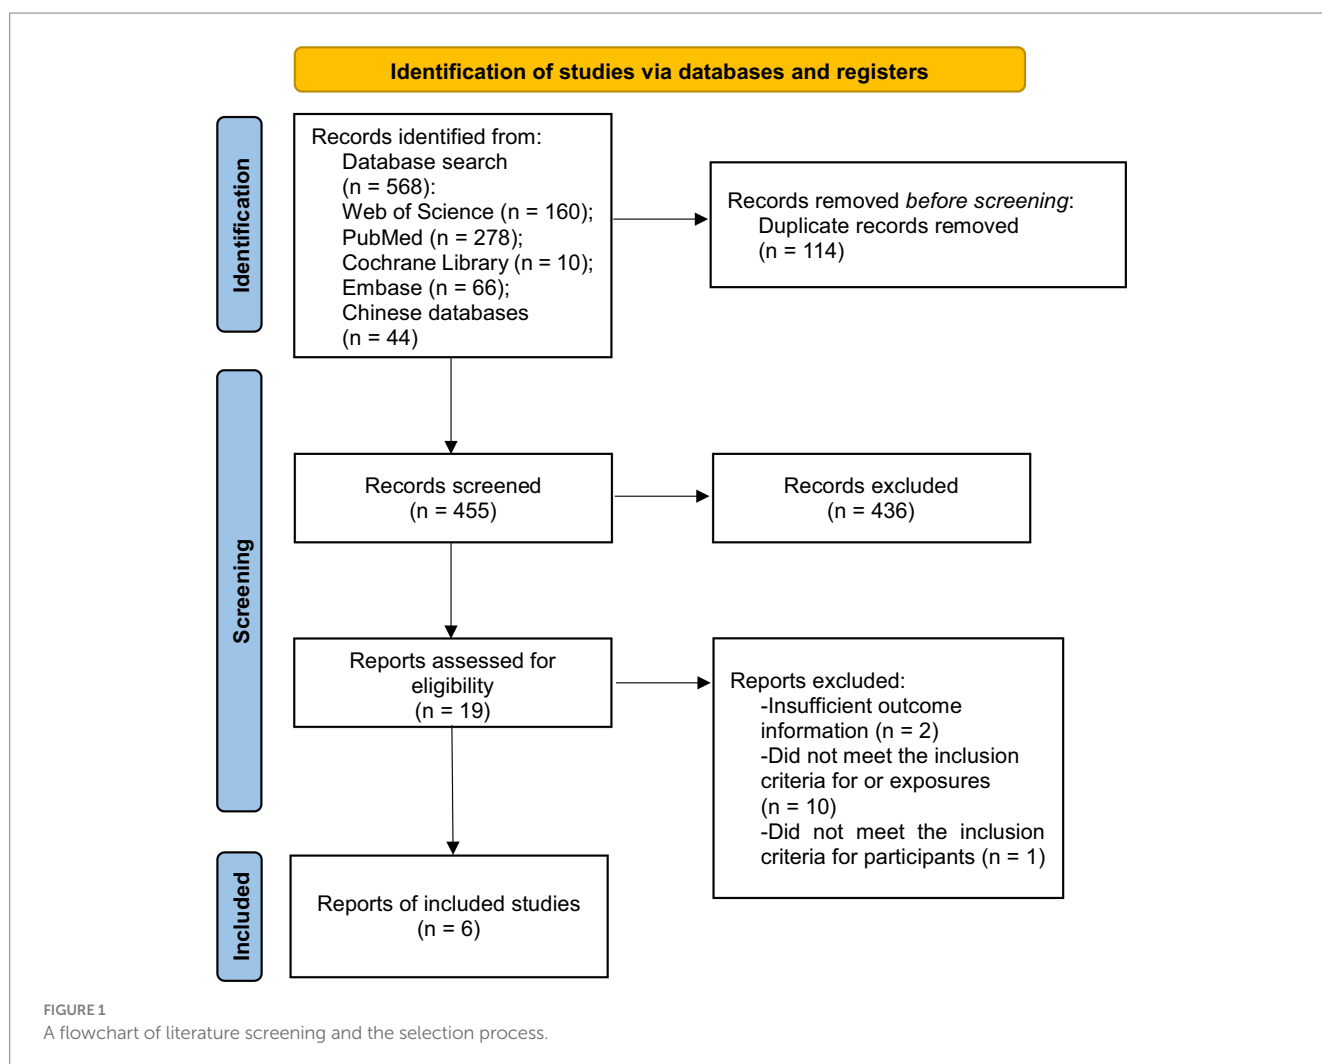 Identification of studies via databases and registers
Identification
Records identified from:
Database search
(n = 568):
Web of Science (n = 160);
PubMed (n = 278);
Cochrane Library (n = 10);
Embase (n = 66);
Chinese databases
(n = 44)
Records removed before screening:
Duplicate records removed
(n = 114)
Screening
Records screened
(n = 455)
Records excluded
(n = 436)
Reports assessed for
eligibility
(n = 19)
Reports excluded:
-Insufficient outcome
information (n = 2)
-Did not meet the inclusion
criteria for or exposures
(n = 10)
-Did not meet the inclusion
criteria for participants (n = 1)
Included
Reports of included studies
(n = 6)
FIGURE 1
A flowchart of literature screening and the selection process.